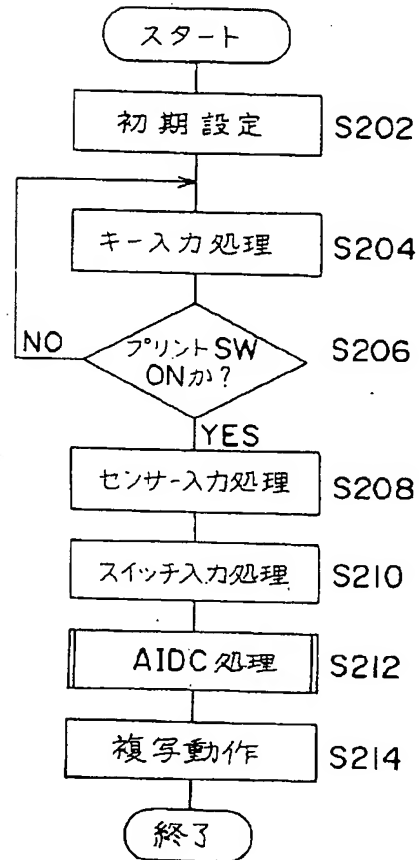 スタート
初期設定 S202
キー入力処理 S204
NO プリントSW S206
ONか?
YES
センサー入力処理 S208
スイッチ入力処理 S210
AIDC処理 S212
複写動作 S214
終了